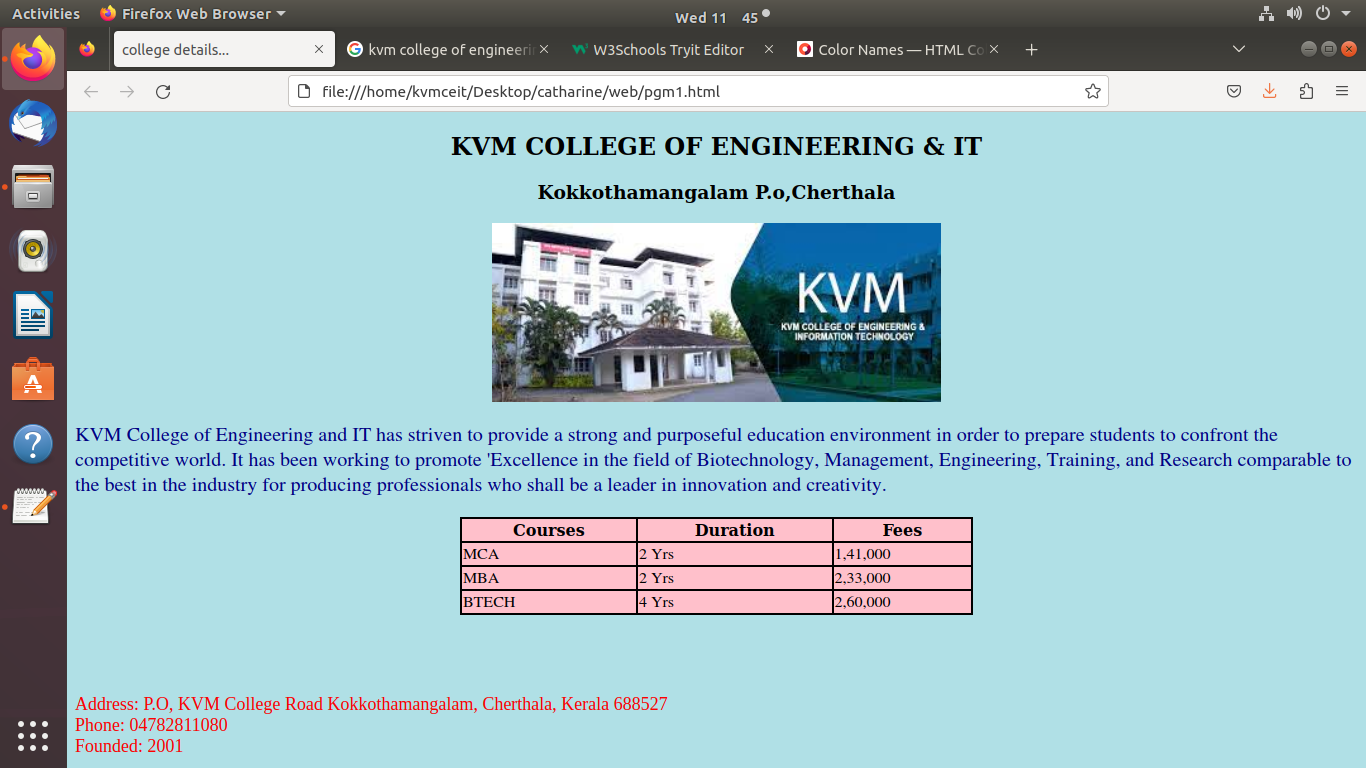 Activities
Firefox Web Browser
Wed 11 45
college details...
kvm college of engineerin
W3Schools Tryit Editor
Color Names — HTML Co
file:///home/kvmceit/Desktop/catharine/web/pgm1.html
KVM COLLEGE OF ENGINEERING & IT
Kokkothamangalam P.o,Cherthala
KVM
KVM COLLEGE OF ENGINEERING &
INFORMATION TECHNOLOGY
KVM College of Engineering and IT has striven to provide a strong and purposeful education environment in order to prepare students to confront the
competitive world. It has been working to promote 'Excellence in the field of Biotechnology, Management, Engineering, Training, and Research comparable to
the best in the industry for producing professionals who shall be a leader in innovation and creativity.
Courses Duration Fees
MCA 2 Yrs 1,41,000
MBA 2 Yrs 2,33,000
BTECH 4 Yrs 2,60,000
Address: P.O, KVM College Road Kokkothamangalam, Cherthala, Kerala 688527
Phone: 04782811080
Founded: 2001